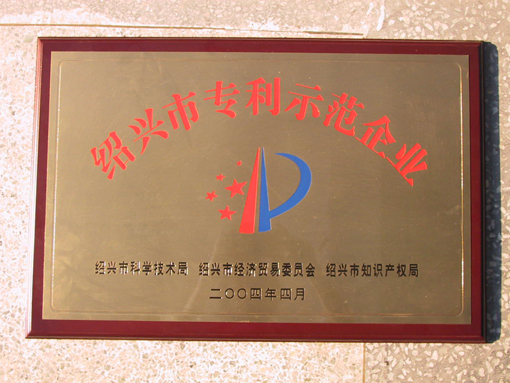 绍兴市专利示范企业
绍兴市科学技术局 绍兴市经济贸易委员会 绍兴市知识产权局
二〇〇四年四月